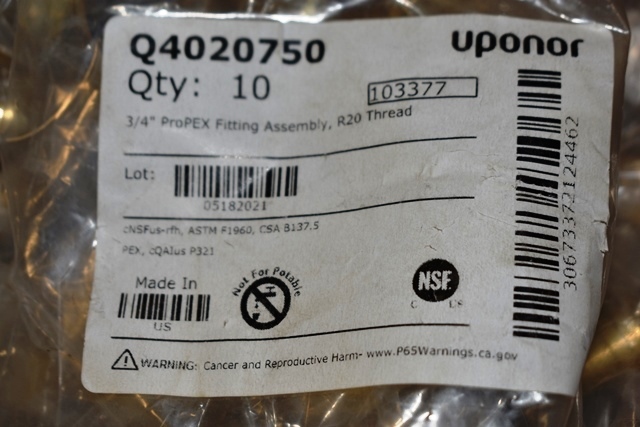 Q4020750
uponor
Qty: 10
103377
3/4" ProPEX Fitting Assembly, R20 Thread
Lot:
05182021
cNSFus-rfh, ASTM F1960, CSA B137.5
PEX, cQAIus P321
Made In
US
Not For Potable
NSF
C US
30673372124462
WARNING: Cancer and Reproductive Harm- www.P65Warnings.ca.gov